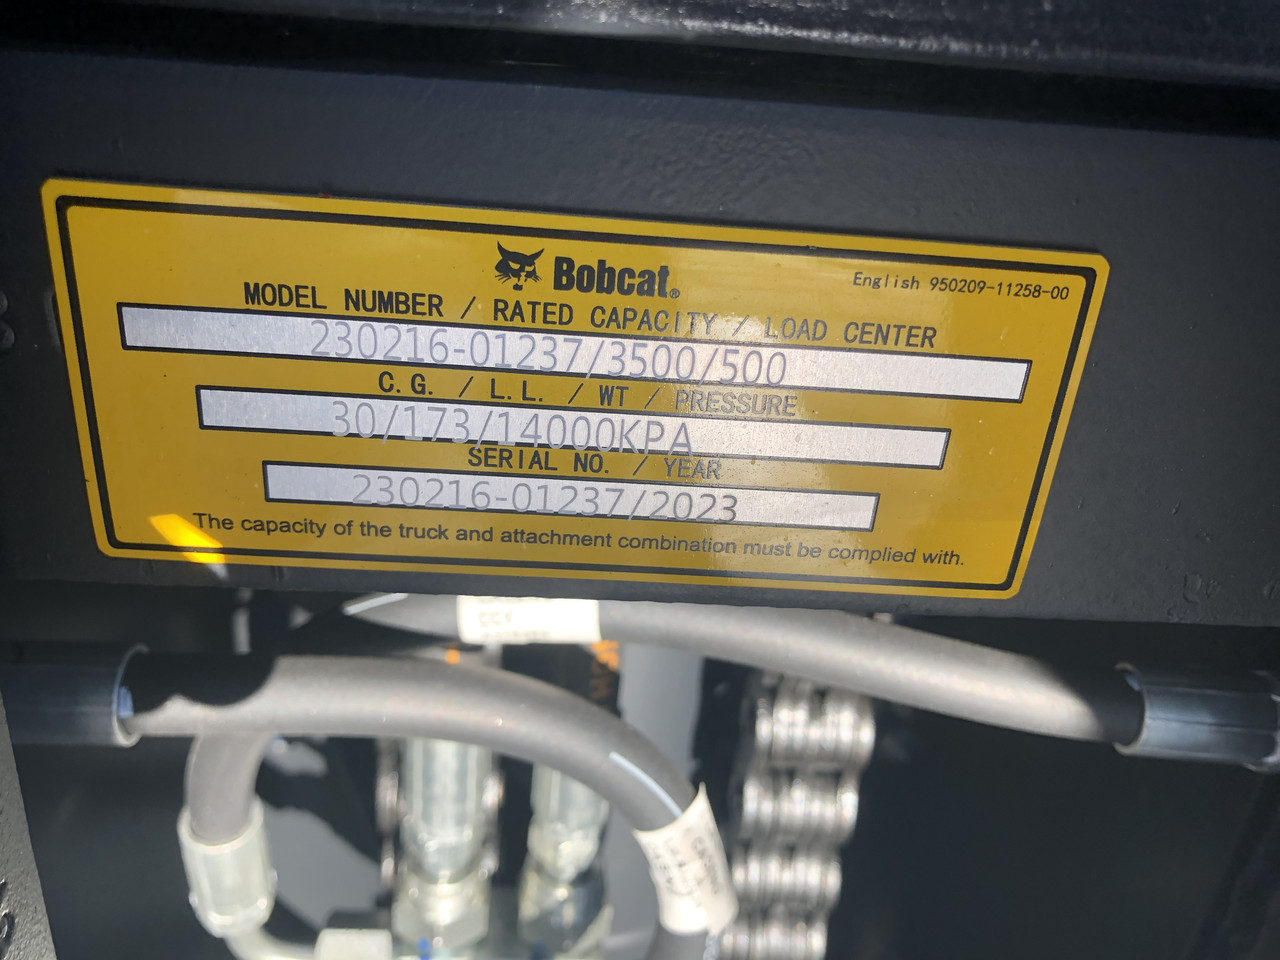 Bobcat®
English 950209-11258-00
MODEL NUMBER / RATED CAPACITY / LOAD CENTER
230216-01237/3500/500
C.G. / L.L. / WT / PRESSURE
30/173/14000KPA
SERIAL NO. / YEAR
230216-01237/2023
The capacity of the truck and attachment combination must be complied with.